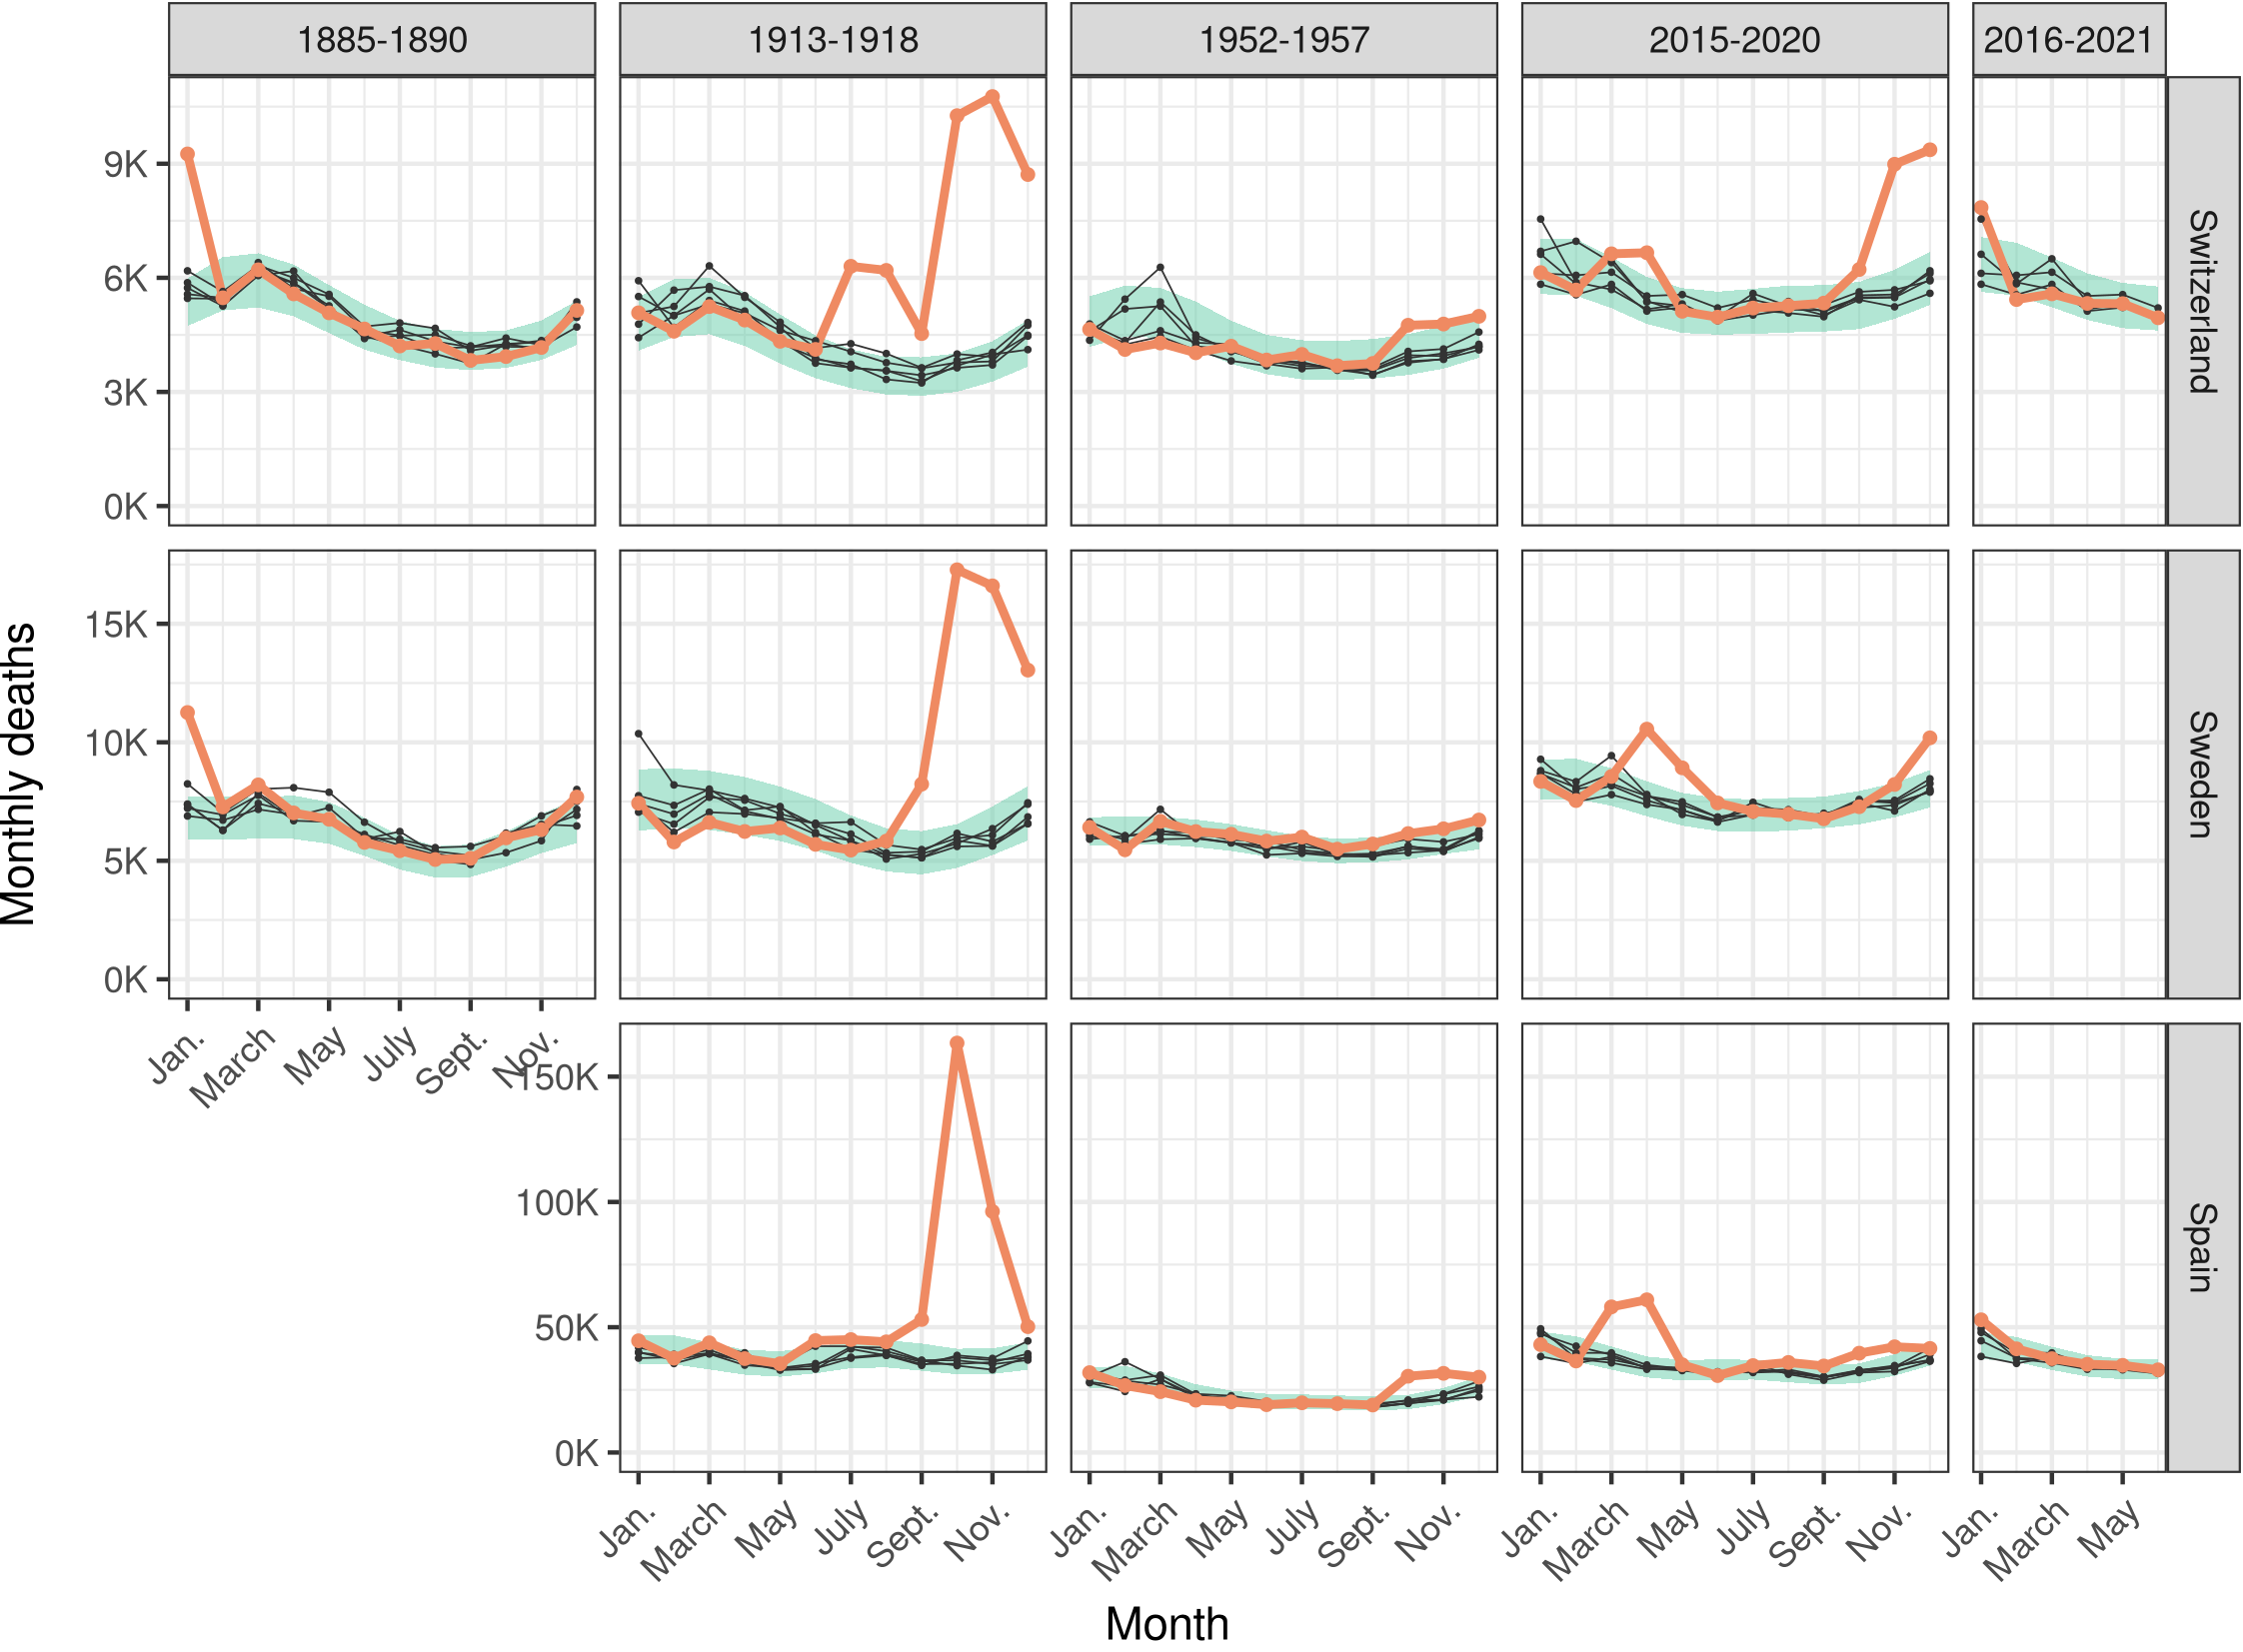 1885-1890 1913-1918 1952-1957 2015-2020 2016-2021
9K
6K
3K
0K
Switzerland
15K
10K
5K
0K
Sweden
Jan. March May July Sept. Nov.
150K
100K
50K
0K
Spain
Jan. March May July Sept. Nov. Jan. March May July Sept. Nov. Jan. March May July Sept. Nov. Jan. March May
Monthly deaths
Month